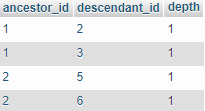 ancestor_id descendant_id depth
1 2 1
1 3 1
2 5 1
2 6 1